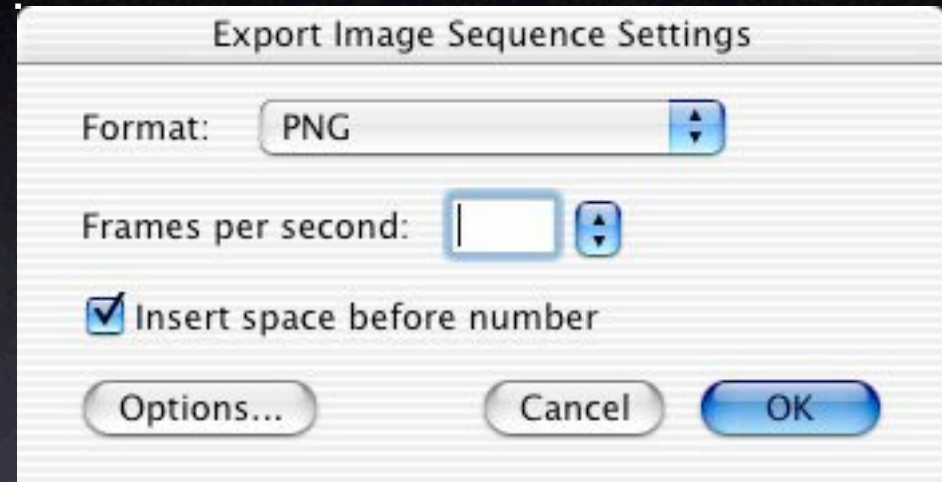 Export Image Sequence Settings
Format: PNG
Frames per second:
Insert space before number
Options... Cancel OK